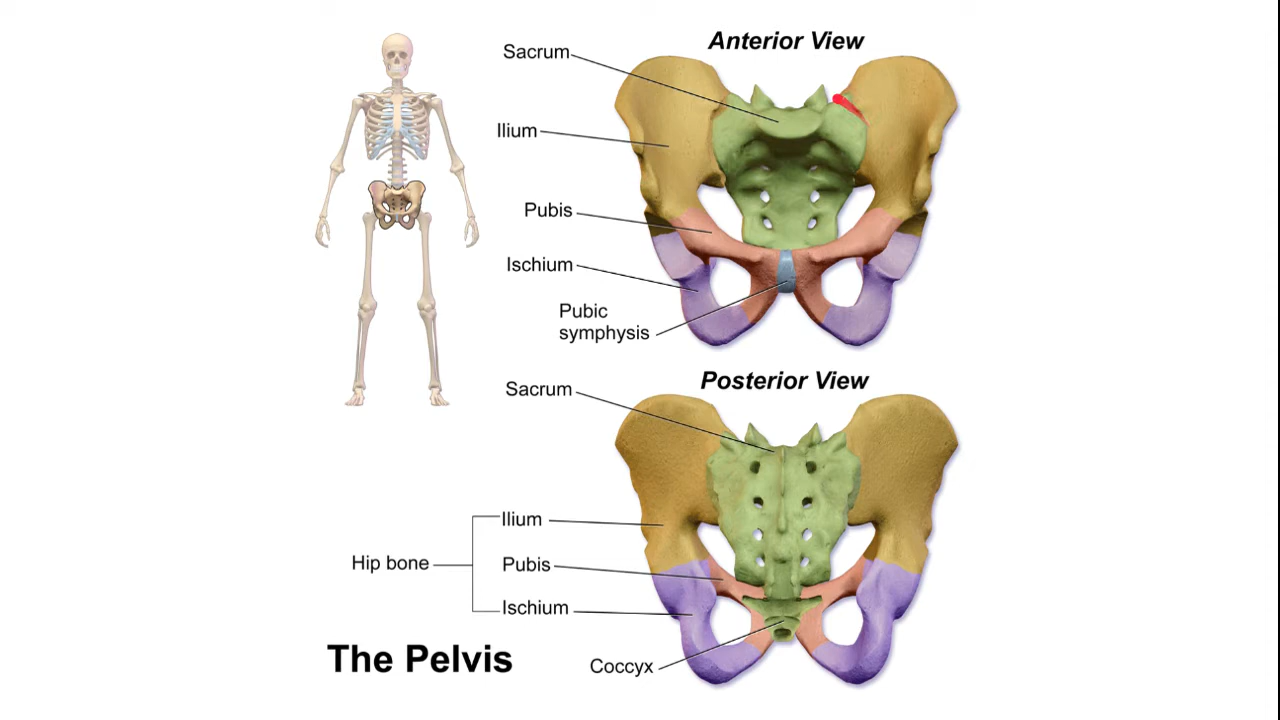 Anterior View
Sacrum
Ilium
Pubis
Ischium
Pubic
symphysis
Posterior View
Sacrum
Ilium
Hip bone
Pubis
Ischium
The Pelvis
Coccyx